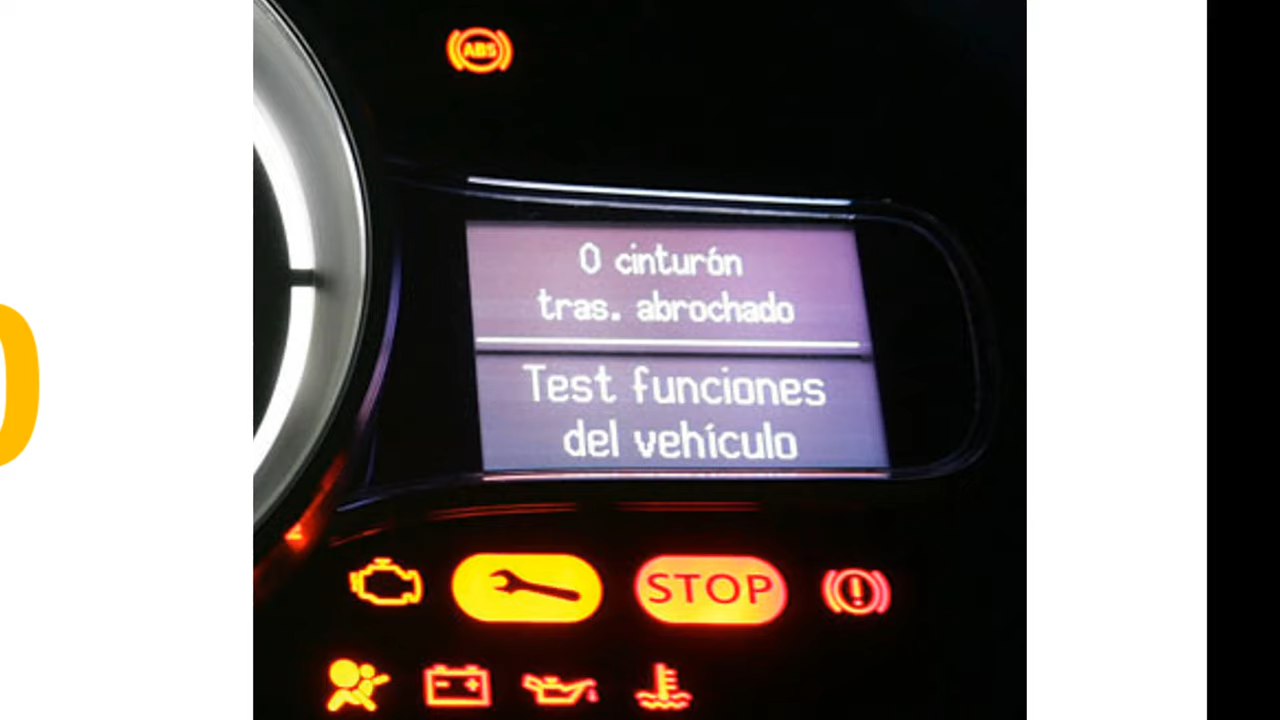 ABS
0 cinturón
tras. abrochado
Test funciones
del vehículo
STOP